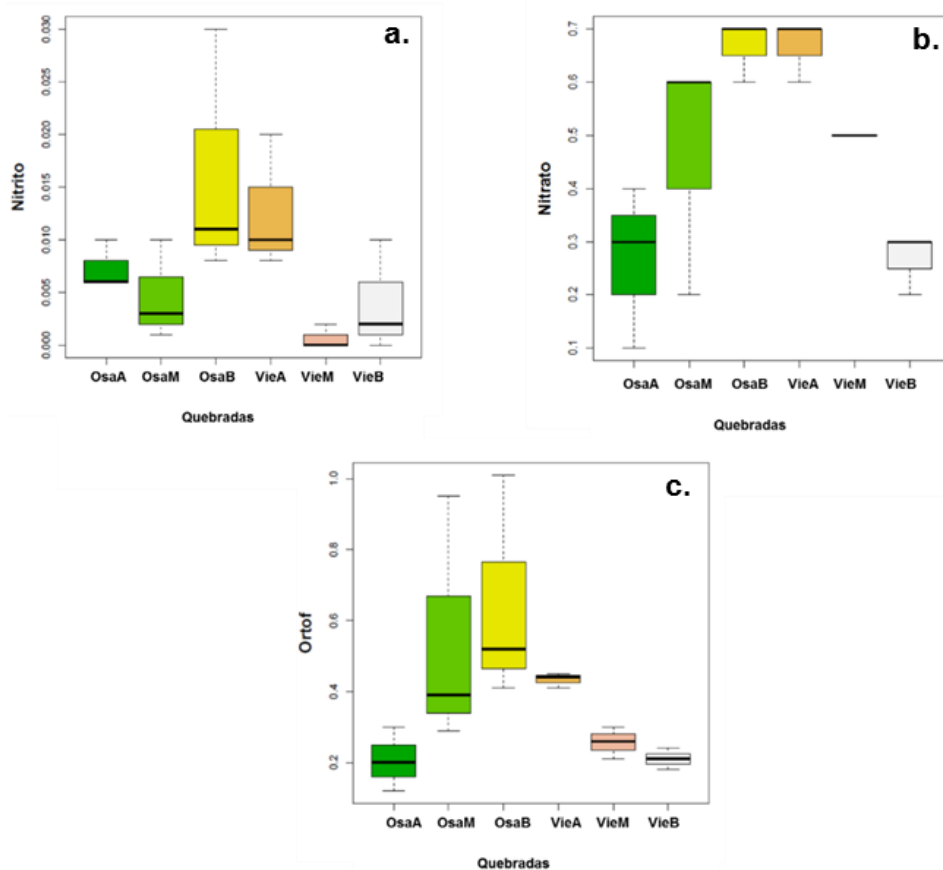 a.
Nitrito
0.030
0.025
0.020
0.015
0.010
0.005
0.000
OsaA OsaM OsaB VieA VieM VieB
Quebradas
b.
Nitrato
0.7
0.6
0.5
0.4
0.3
0.2
0.1
OsaA OsaM OsaB VieA VieM VieB
Quebradas
c.
Ortof
1.0
0.8
0.6
0.4
0.2
OsaA OsaM OsaB VieA VieM VieB
Quebradas